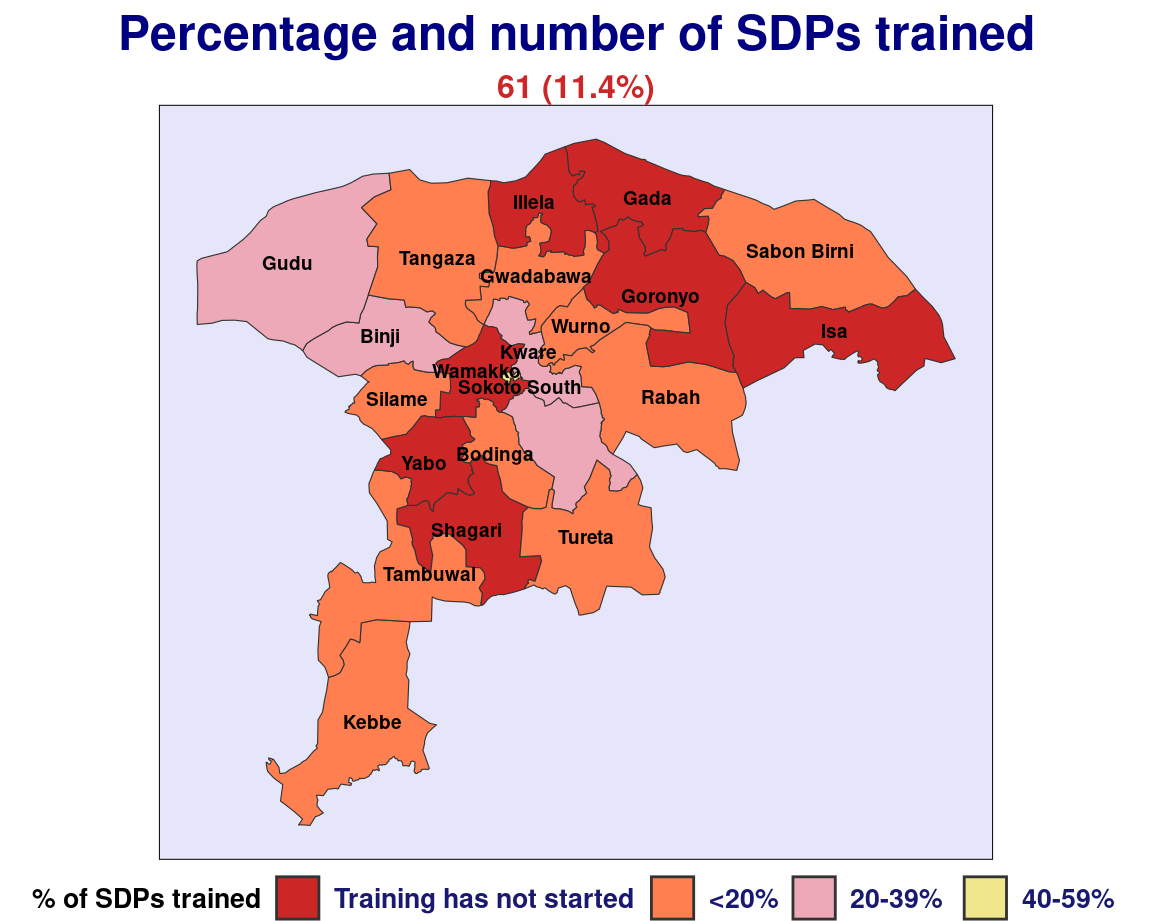 Percentage and number of SDPs trained
61 (11.4%)
Illela
Gada
Sabon Birni
Tangaza
Gudu
Gwadabawa
Goronyo
Wurno
Isa
Binji
Kware
Wamakko
Sokoto South
Silame
Rabah
Bodinga
Yabo
Shagari
Tureta
Tambuwal
Kebbe
% of SDPs trained Training has not started <20% 20-39% 40-59%